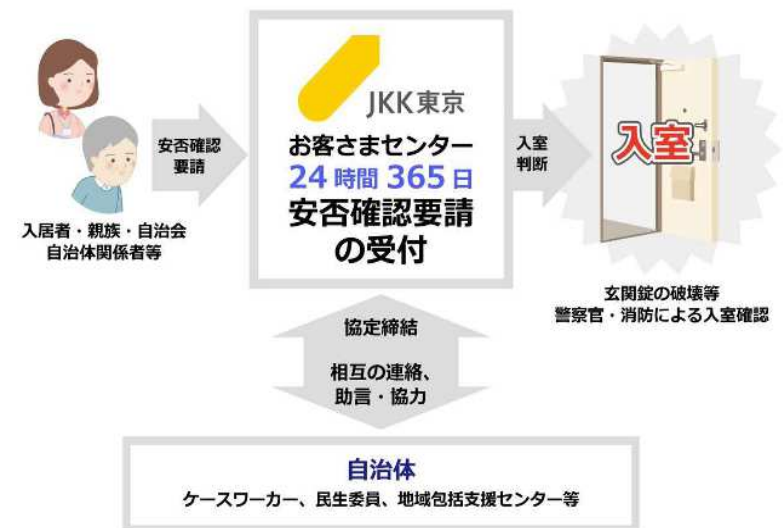 入居者・親族・自治会
自治体関係者等
安否確認
要請
JKK東京
お客さまセンター
24時間365日
安否確認要請
の受付
入室
判断
入室
玄関錠の破壊等
警察官・消防による入室確認
協定締結
相互の連絡、
助言・協力
自治体
ケースワーカー、民生委員、地域包括支援センター等